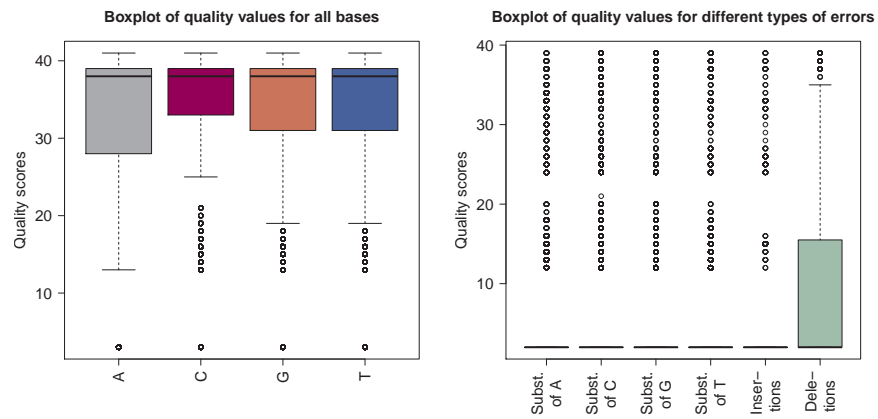 Boxplot of quality values for all bases
Quality scores
40
30
20
10
A
C
G
T
Boxplot of quality values for different types of errors
Quality scores
40
30
20
10
Subst.
of A
Subst.
of C
Subst.
of G
Subst.
of T
Inser−
tions
Dele−
tions